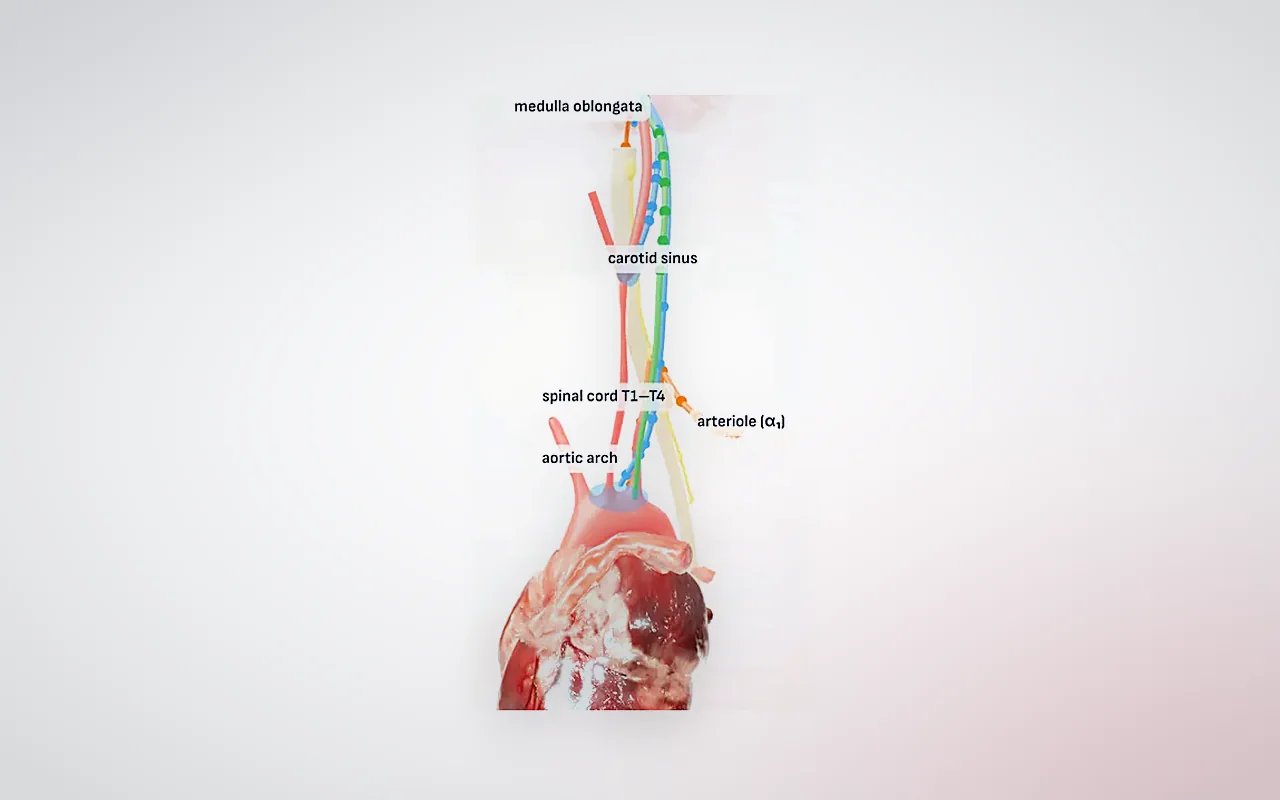 medulla oblongata
carotid sinus
spinal cord T1–T4
arteriole (α₁)
aortic arch